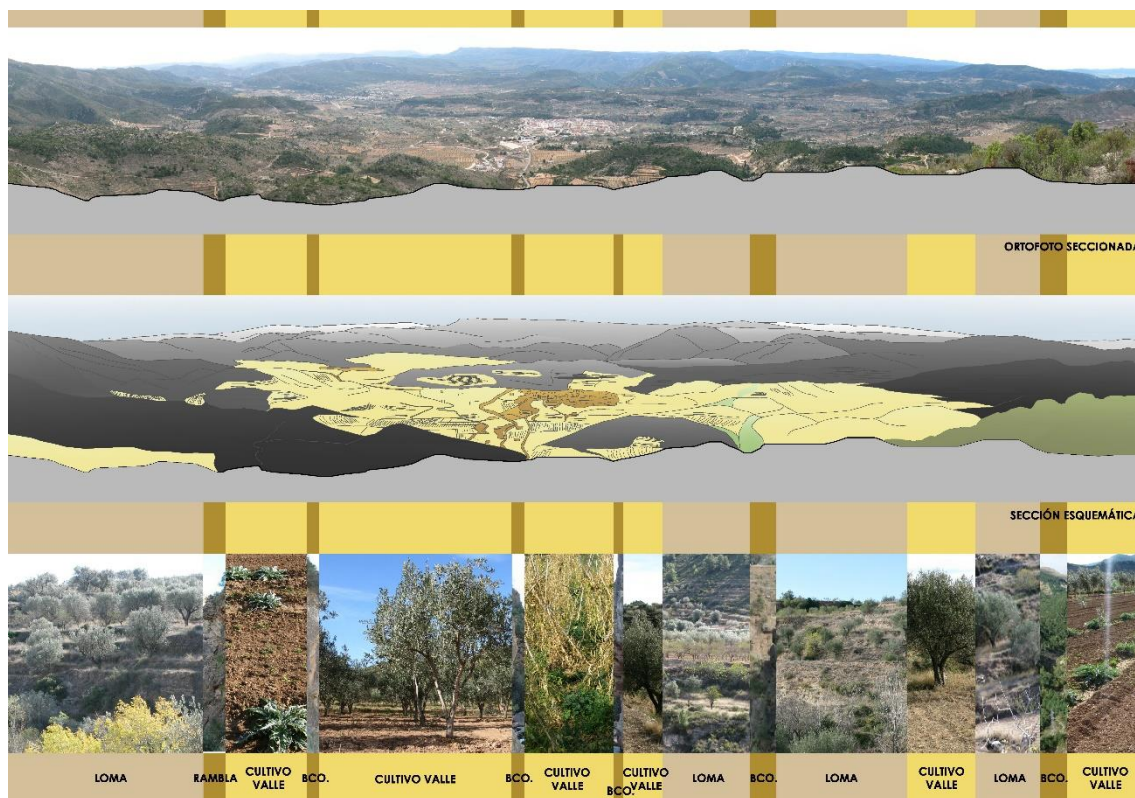 ORTOFOTO SECCIONADA
SECCIÓN ESQUEMÁTICA
LOMA
RAMBLA
CULTIVO
VALLE
BCO.
CULTIVO VALLE
BCO.
CULTIVO
VALLE
BCO.
CULTIVO
VALLE
LOMA
BCO.
LOMA
CULTIVO
VALLE
LOMA
BCO.
CULTIVO
VALLE